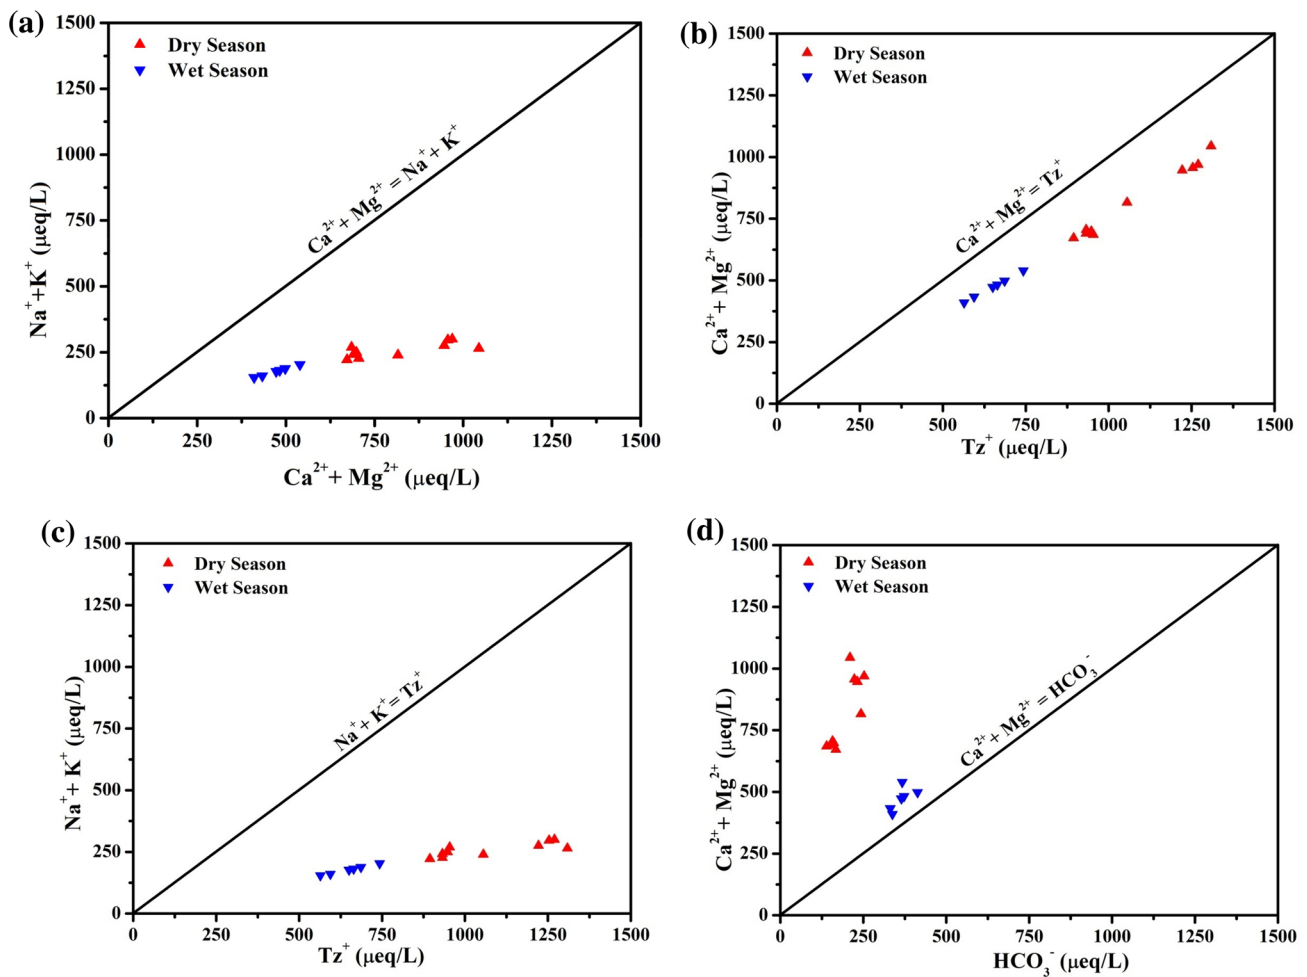 (a)
1500
1250
1000
750
500
250
0
Na⁺+K⁺ (μeq/L)
Dry Season
Wet Season
Ca²⁺ + Mg²⁺ = Na⁺ + K⁺
0 250 500 750 1000 1250 1500
Ca²⁺+ Mg²⁺ (μeq/L)
(b)
1500
1250
1000
750
500
250
0
Ca²⁺+ Mg²⁺ (μeq/L)
Dry Season
Wet Season
Ca²⁺ + Mg²⁺ = Tz⁺
0 250 500 750 1000 1250 1500
Tz⁺ (μeq/L)
(c)
1500
1250
1000
750
500
250
0
Na⁺+ K⁺ (μeq/L)
Dry Season
Wet Season
Na⁺ + K⁺ = Tz⁺
0 250 500 750 1000 1250 1500
Tz⁺ (μeq/L)
(d)
1500
1250
1000
750
500
250
0
Ca²⁺+ Mg²⁺ (μeq/L)
Dry Season
Wet Season
Ca²⁺ + Mg²⁺ = HCO₃⁻
0 250 500 750 1000 1250 1500
HCO₃⁻ (μeq/L)